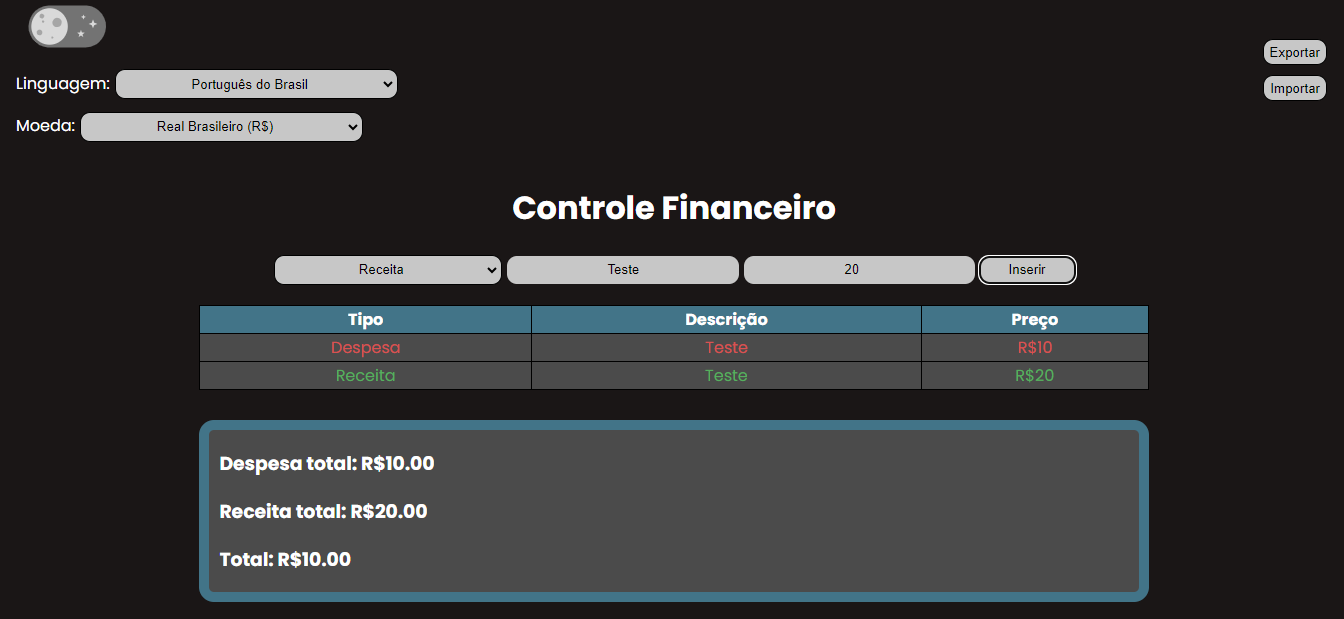 Exportar
Linguagem: Português do Brasil
Importar
Moeda: Real Brasileiro (R$)
Controle Financeiro
Receita Teste 20 Inserir
Tipo Descrição Preço
Despesa Teste R$10
Receita Teste R$20
Despesa total: R$10.00
Receita total: R$20.00
Total: R$10.00